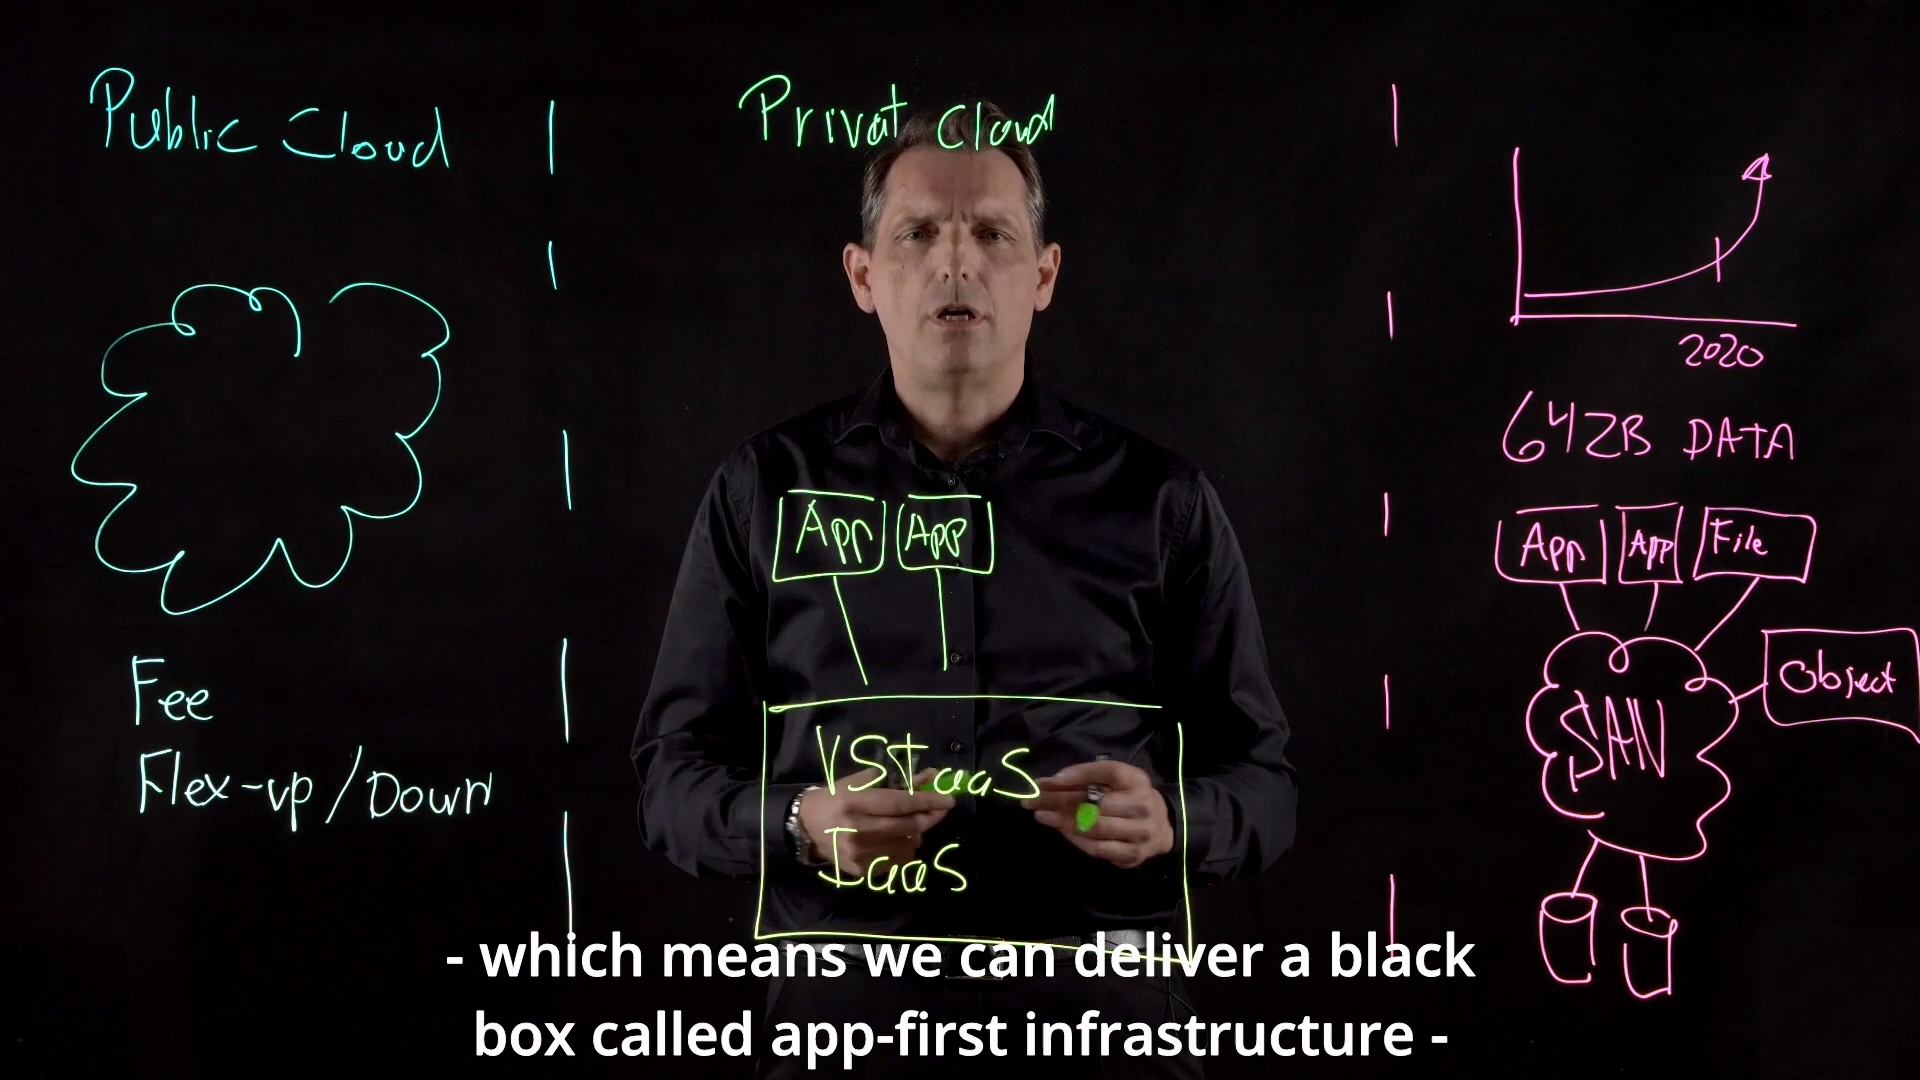 Public Cloud
Fee
Flex-up/Down
Privat Cloud
App App
VSTaaS
IaaS
2020
64ZB DATA
App App File
Object
SAN
- which means we can deliver a black
box called app-first infrastructure -